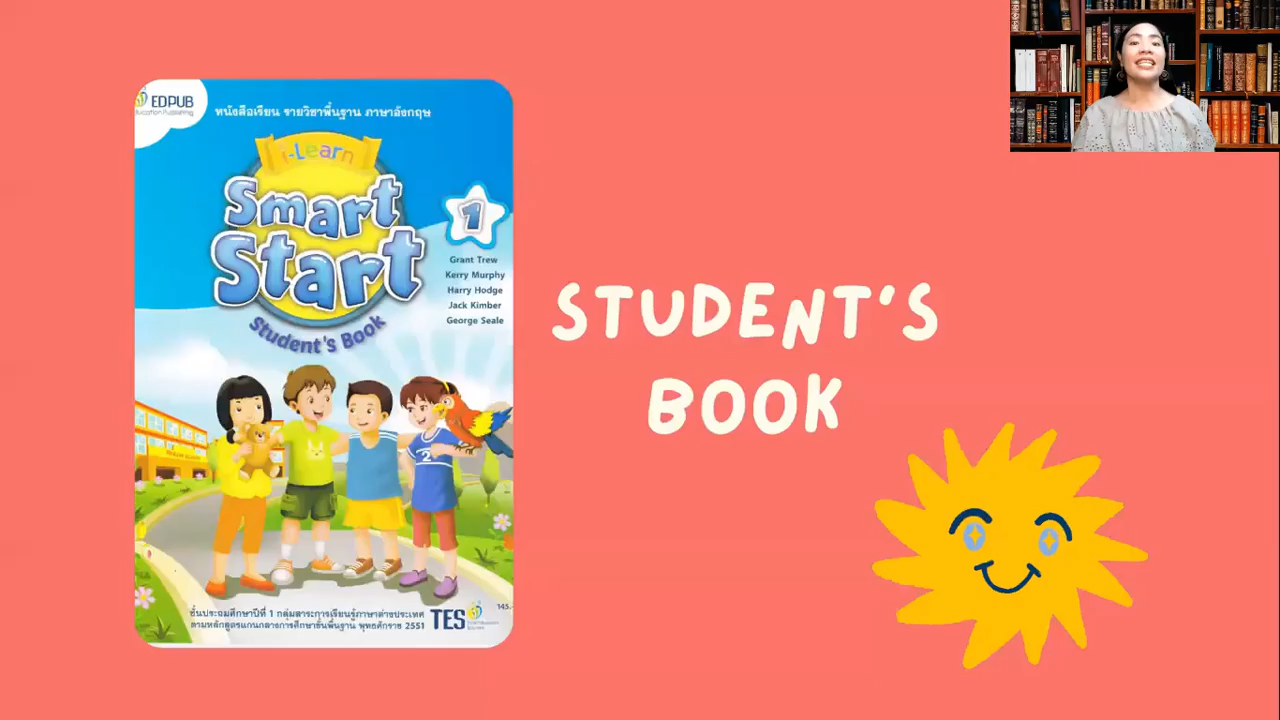 EDPUB
Education Publishing
หนังสือเรียน รายวิชาพื้นฐาน ภาษาอังกฤษ
i-Learn
Smart
Start
Student's Book
1
Grant Trew
Kerry Murphy
Harry Hodge
Jack Kimber
George Seale
STUDENT'S
BOOK
2
ชั้นประถมศึกษาปีที่ 1 กลุ่มสาระการเรียนรู้ภาษาต่างประเทศ
ตามหลักสูตรแกนกลางการศึกษาขั้นพื้นฐาน พุทธศักราช 2551
TES
145.-